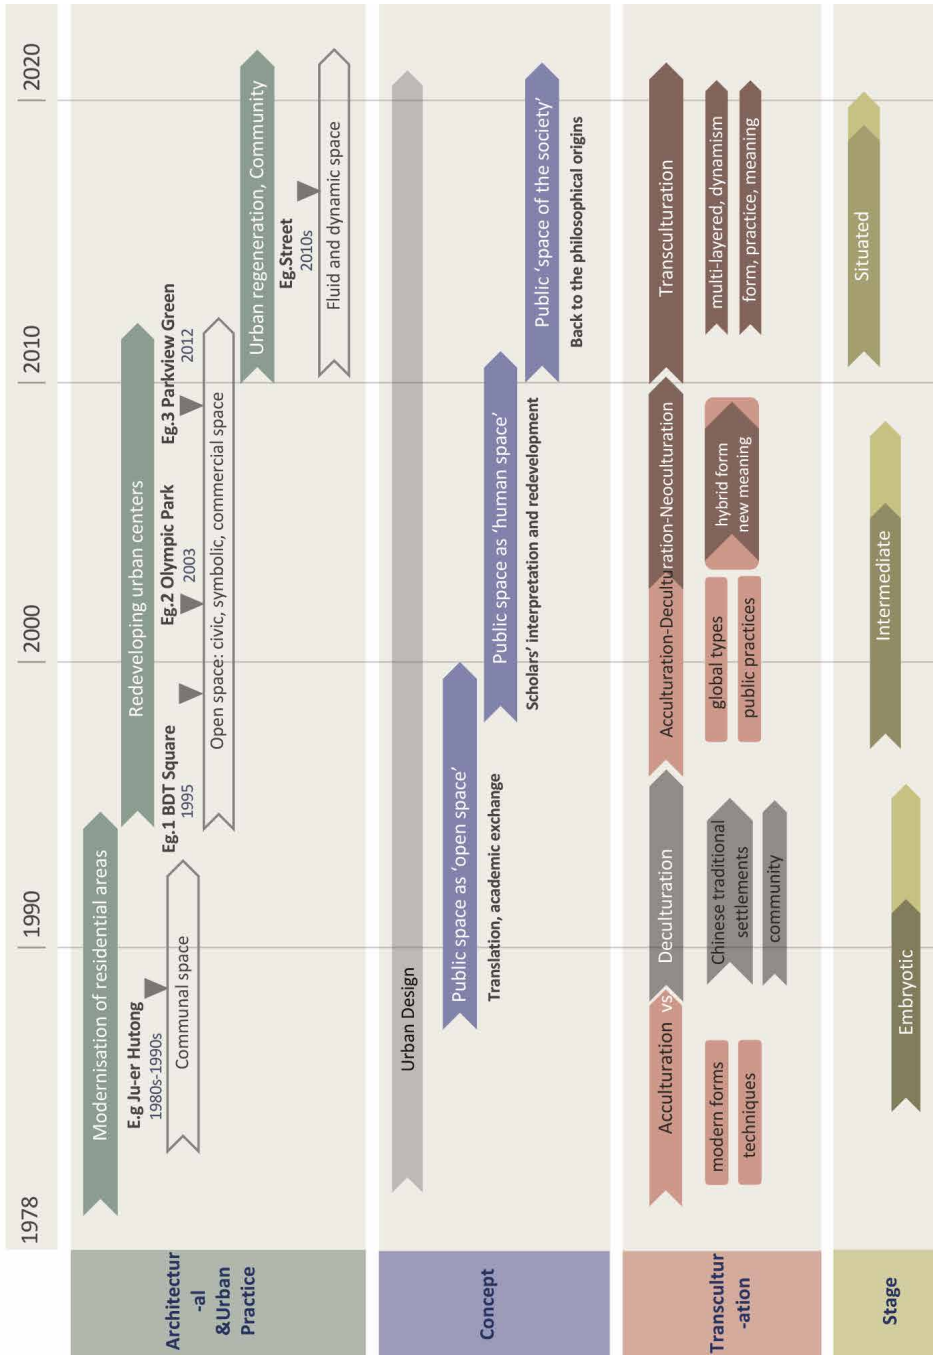 1978
1990
2000
2010
2020
Architectur
-al
&Urban
Practice
Modernisation of residential areas
Redeveloping urban centers
Urban regeneration, Community
E.g Ju-er Hutong
1980s-1990s
Communal space
Eg.1 BDT Square
1995
Eg.2 Olympic Park
2003
Eg.3 Parkview Green
2012
Open space: civic, symbolic, commercial space
Eg.Street
2010s
Fluid and dynamic space
Concept
Urban Design
Public space as ‘open space’
Translation, academic exchange
Public space as ‘human space’
Scholars’ interpretation and redevelopment
Public ‘space of the society’
Back to the philosophical origins
Transcultur
-ation
Acculturation vs Deculturation
Acculturation-Deculturation-Neoculturation
Transculturation
modern forms
techniques
Chinese traditional
settlements
community
global types
public practices
hybrid form
new meaning
multi-layered, dynamism
form, practice, meaning
Stage
Embryotic
Intermediate
Situated